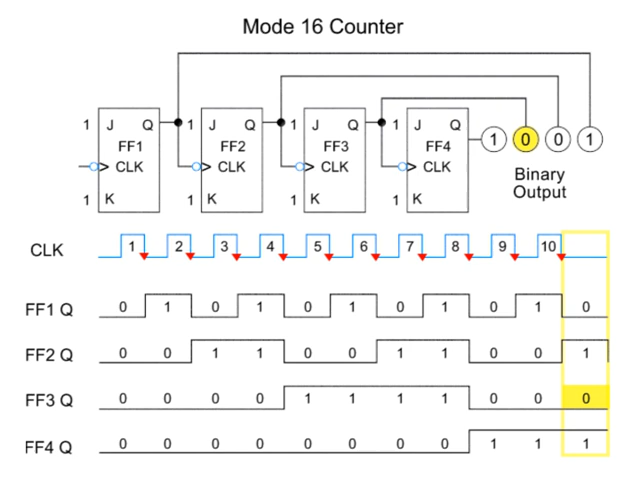 Mode 16 Counter
1 J Q 1 J Q 1 J Q 1 J Q
FF1 FF2 FF3 FF4 1 0 0 1
CLK CLK CLK CLK
Binary
Output
1 K 1 K 1 K 1 K
CLK 1 2 3 4 5 6 7 8 9 10
FF1 Q 0 1 0 1 0 1 0 1 0 1 0
FF2 Q 0 0 1 1 0 0 1 1 0 0 1
FF3 Q 0 0 0 0 1 1 1 1 0 0 0
FF4 Q 0 0 0 0 0 0 0 0 1 1 1